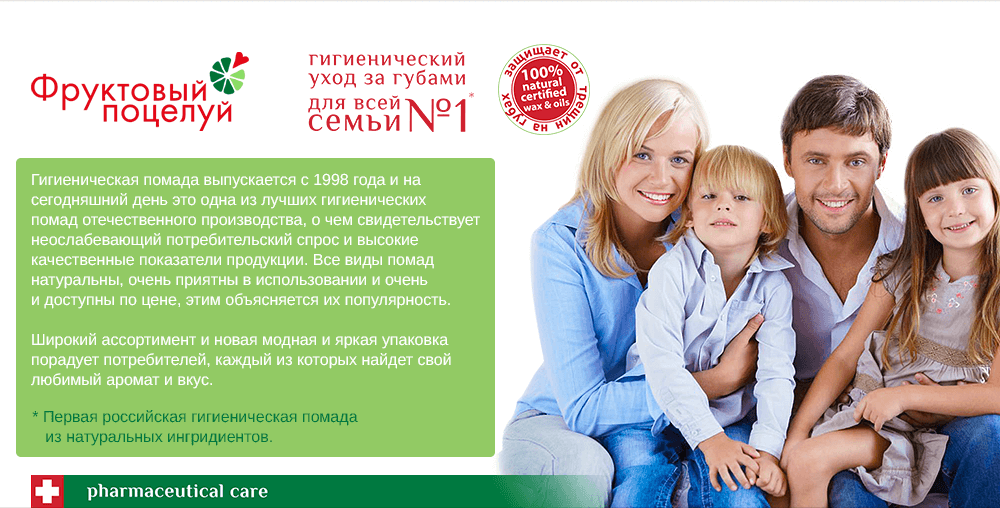 Фруктовый
поцелуй
гигиенический
уход за губами
для всей
семьи №1*
защищает от трещин на губах
100%
natural
certified
wax & oils
Гигиеническая помада выпускается с 1998 года и на
сегодняшний день это одна из лучших гигиенических
помад отечественного производства, о чем свидетельствует
неослабевающий потребительский спрос и высокие
качественные показатели продукции. Все виды помад
натуральны, очень приятны в использовании и очень
и доступны по цене, этим объясняется их популярность.
Широкий ассортимент и новая модная и яркая упаковка
порадует потребителей, каждый из которых найдет свой
любимый аромат и вкус.
* Первая российская гигиеническая помада
из натуральных ингридиентов.
pharmaceutical care